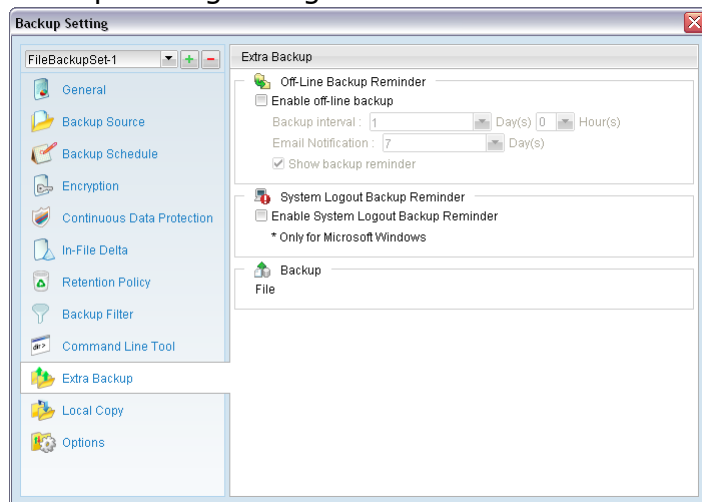 Backup Setting
FileBackupSet-1
General
Backup Source
Backup Schedule
Encryption
Continuous Data Protection
In-File Delta
Retention Policy
Backup Filter
Command Line Tool
Extra Backup
Local Copy
Options
Extra Backup
Off-Line Backup Reminder
Enable off-line backup
Backup interval : 1 Day(s) 0 Hour(s)
Email Notification : 7 Day(s)
Show backup reminder
System Logout Backup Reminder
Enable System Logout Backup Reminder
* Only for Microsoft Windows
Backup
File